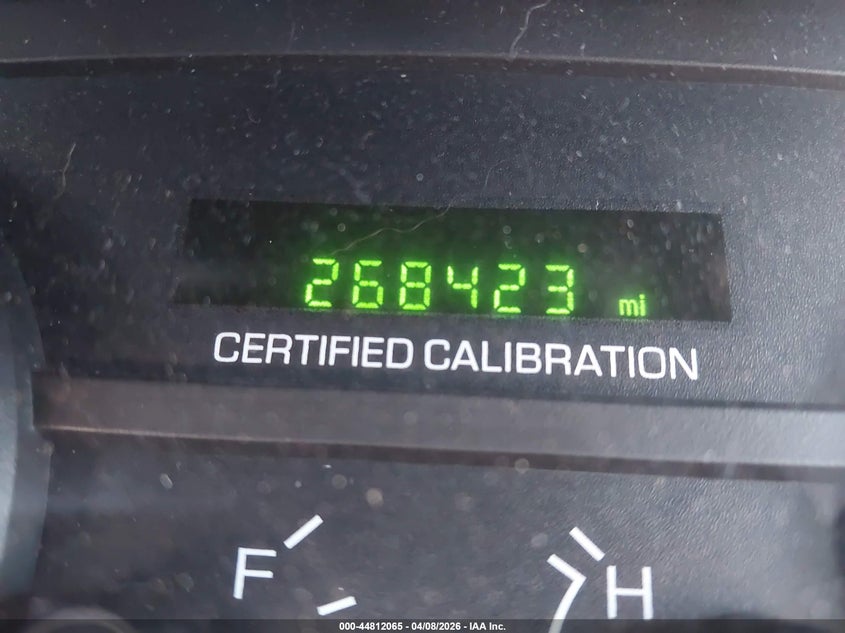 268423 mi
CERTIFIED CALIBRATION
F H
000-44812065 - 04/08/2026 - IAA Inc.